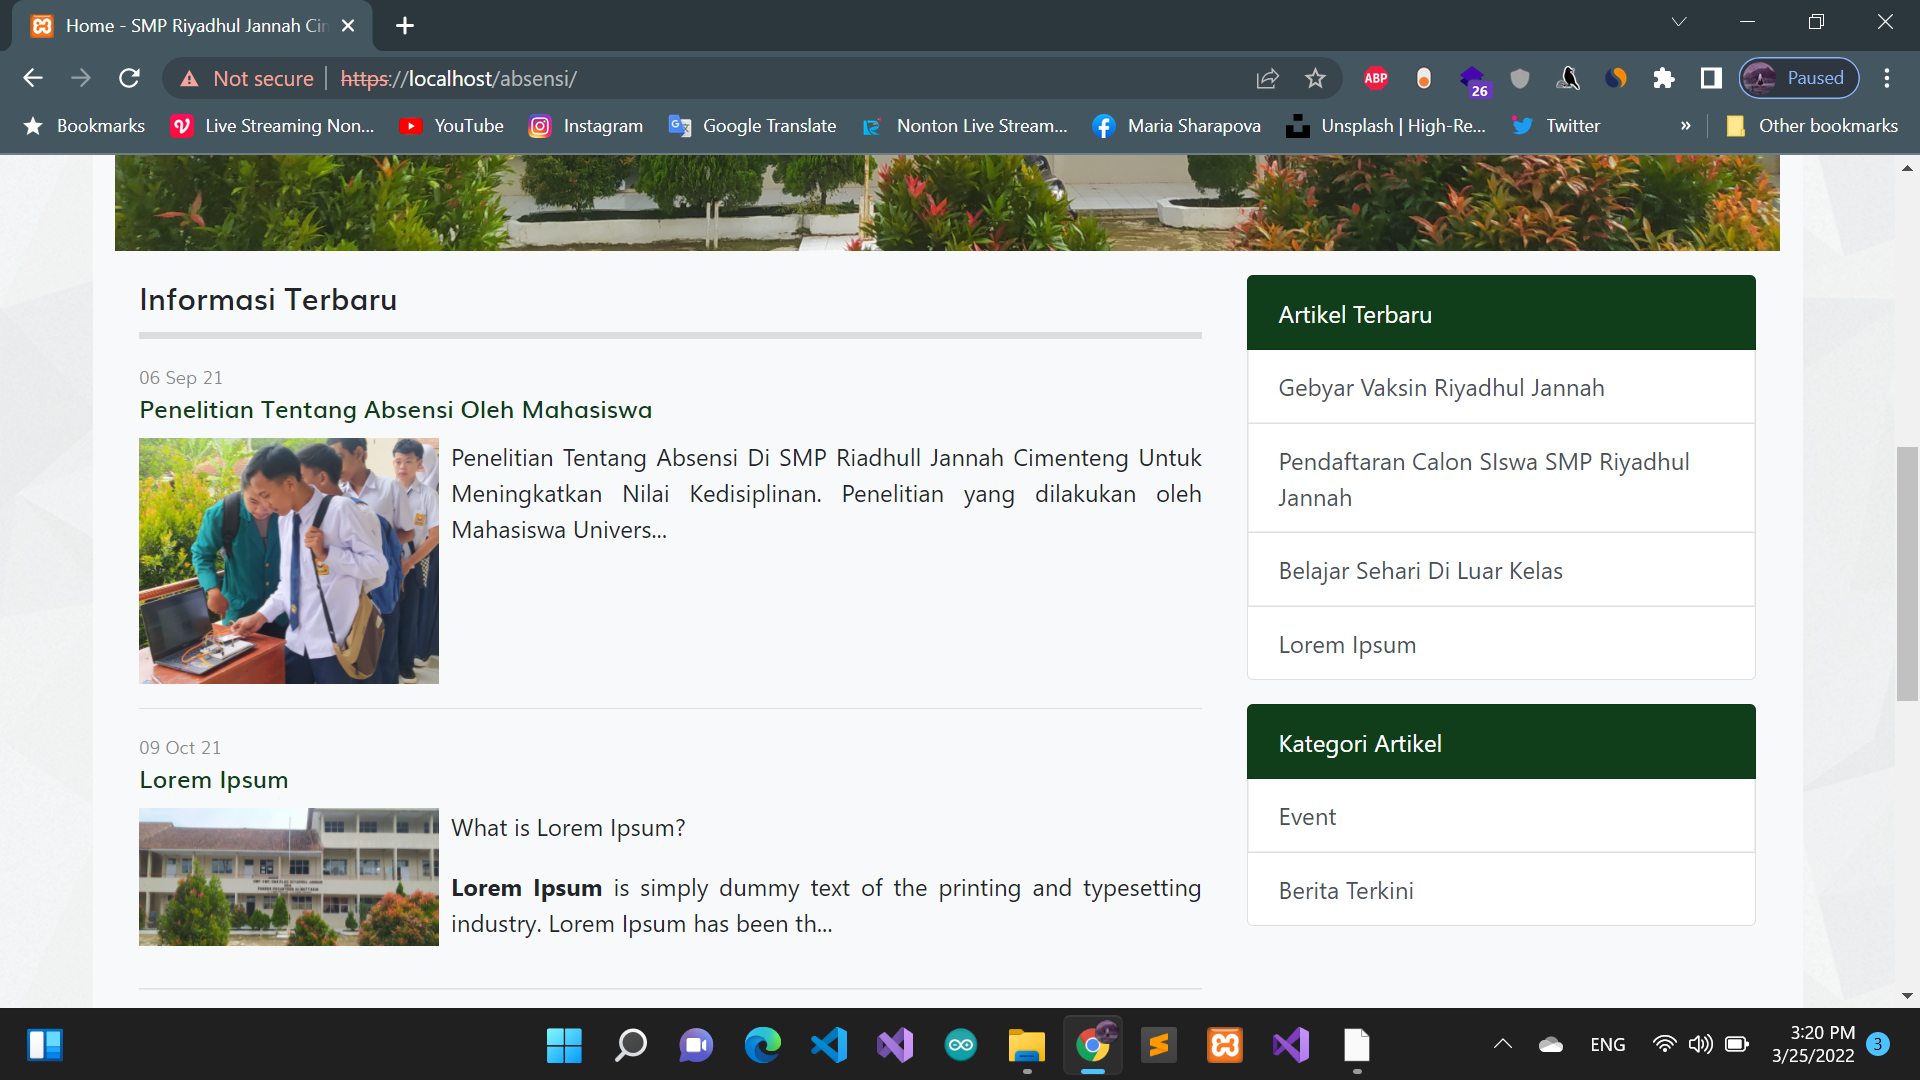 Home - SMP Riyadhul Jannah Cin
Not secure
https://localhost/absensi/
ABP
26
Paused
Bookmarks
Live Streaming Non...
YouTube
Instagram
Google Translate
Nonton Live Stream...
Maria Sharapova
Unsplash | High-Re...
Twitter
»
Other bookmarks
Informasi Terbaru
06 Sep 21
Penelitian Tentang Absensi Oleh Mahasiswa
Penelitian Tentang Absensi Di SMP Riadhull Jannah Cimenteng Untuk
Meningkatkan Nilai Kedisiplinan. Penelitian yang dilakukan oleh
Mahasiswa Univers...
09 Oct 21
Lorem Ipsum
What is Lorem Ipsum?
Lorem Ipsum is simply dummy text of the printing and typesetting
industry. Lorem Ipsum has been th...
Artikel Terbaru
Gebyar Vaksin Riyadhul Jannah
Pendaftaran Calon SIswa SMP Riyadhul
Jannah
Belajar Sehari Di Luar Kelas
Lorem Ipsum
Kategori Artikel
Event
Berita Terkini
ENG
3:20 PM
3/25/2022
3